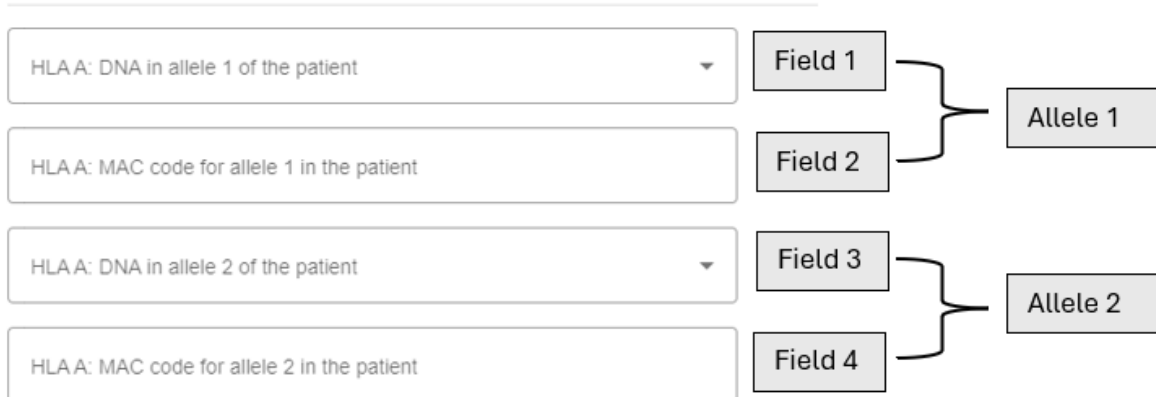 HLA A: DNA in allele 1 of the patient
Field 1
Allele 1
HLA A: MAC code for allele 1 in the patient
Field 2
HLA A: DNA in allele 2 of the patient
Field 3
Allele 2
HLA A: MAC code for allele 2 in the patient
Field 4